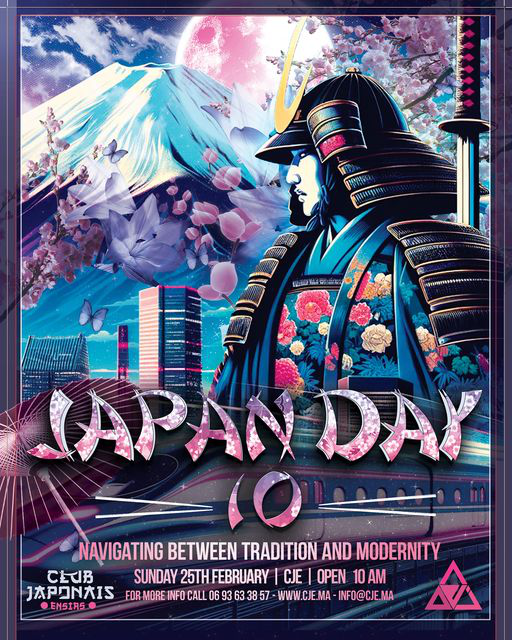 JAPAN DAY
10
NAVIGATING BETWEEN TRADITION AND MODERNITY
SUNDAY 25TH FEBRUARY | CJE | OPEN 10 AM
FOR MORE INFO CALL 06 93 63 38 57 - WWW.CJE.MA - INFO@CJE.MA
CLUB
JAPONAIS
ENSIAS